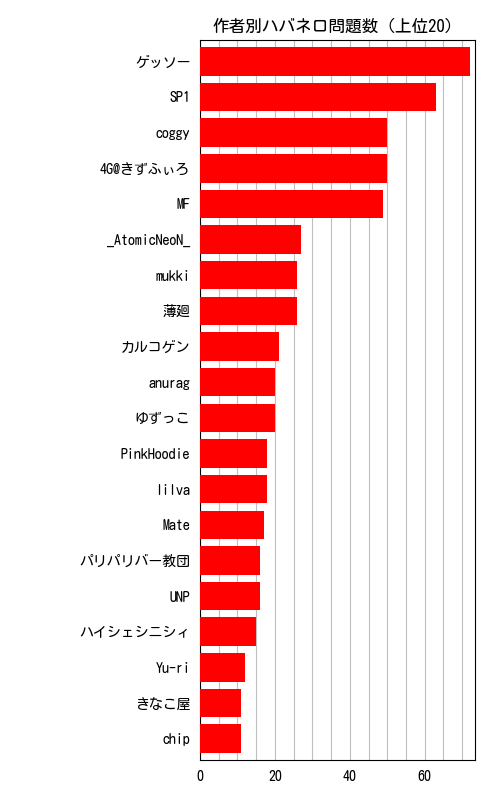 作者別ハバネロ問題数（上位20）
ゲッソー
SP1
coggy
4G@きずふぃろ
MF
_AtomicNeoN_
mukki
薄廻
カルコゲン
anurag
ゆずっこ
PinkHoodie
lilva
Mate
パリパリバー教団
UNP
ハイシェシニシィ
Yu-ri
きなこ屋
chip
0 20 40 60